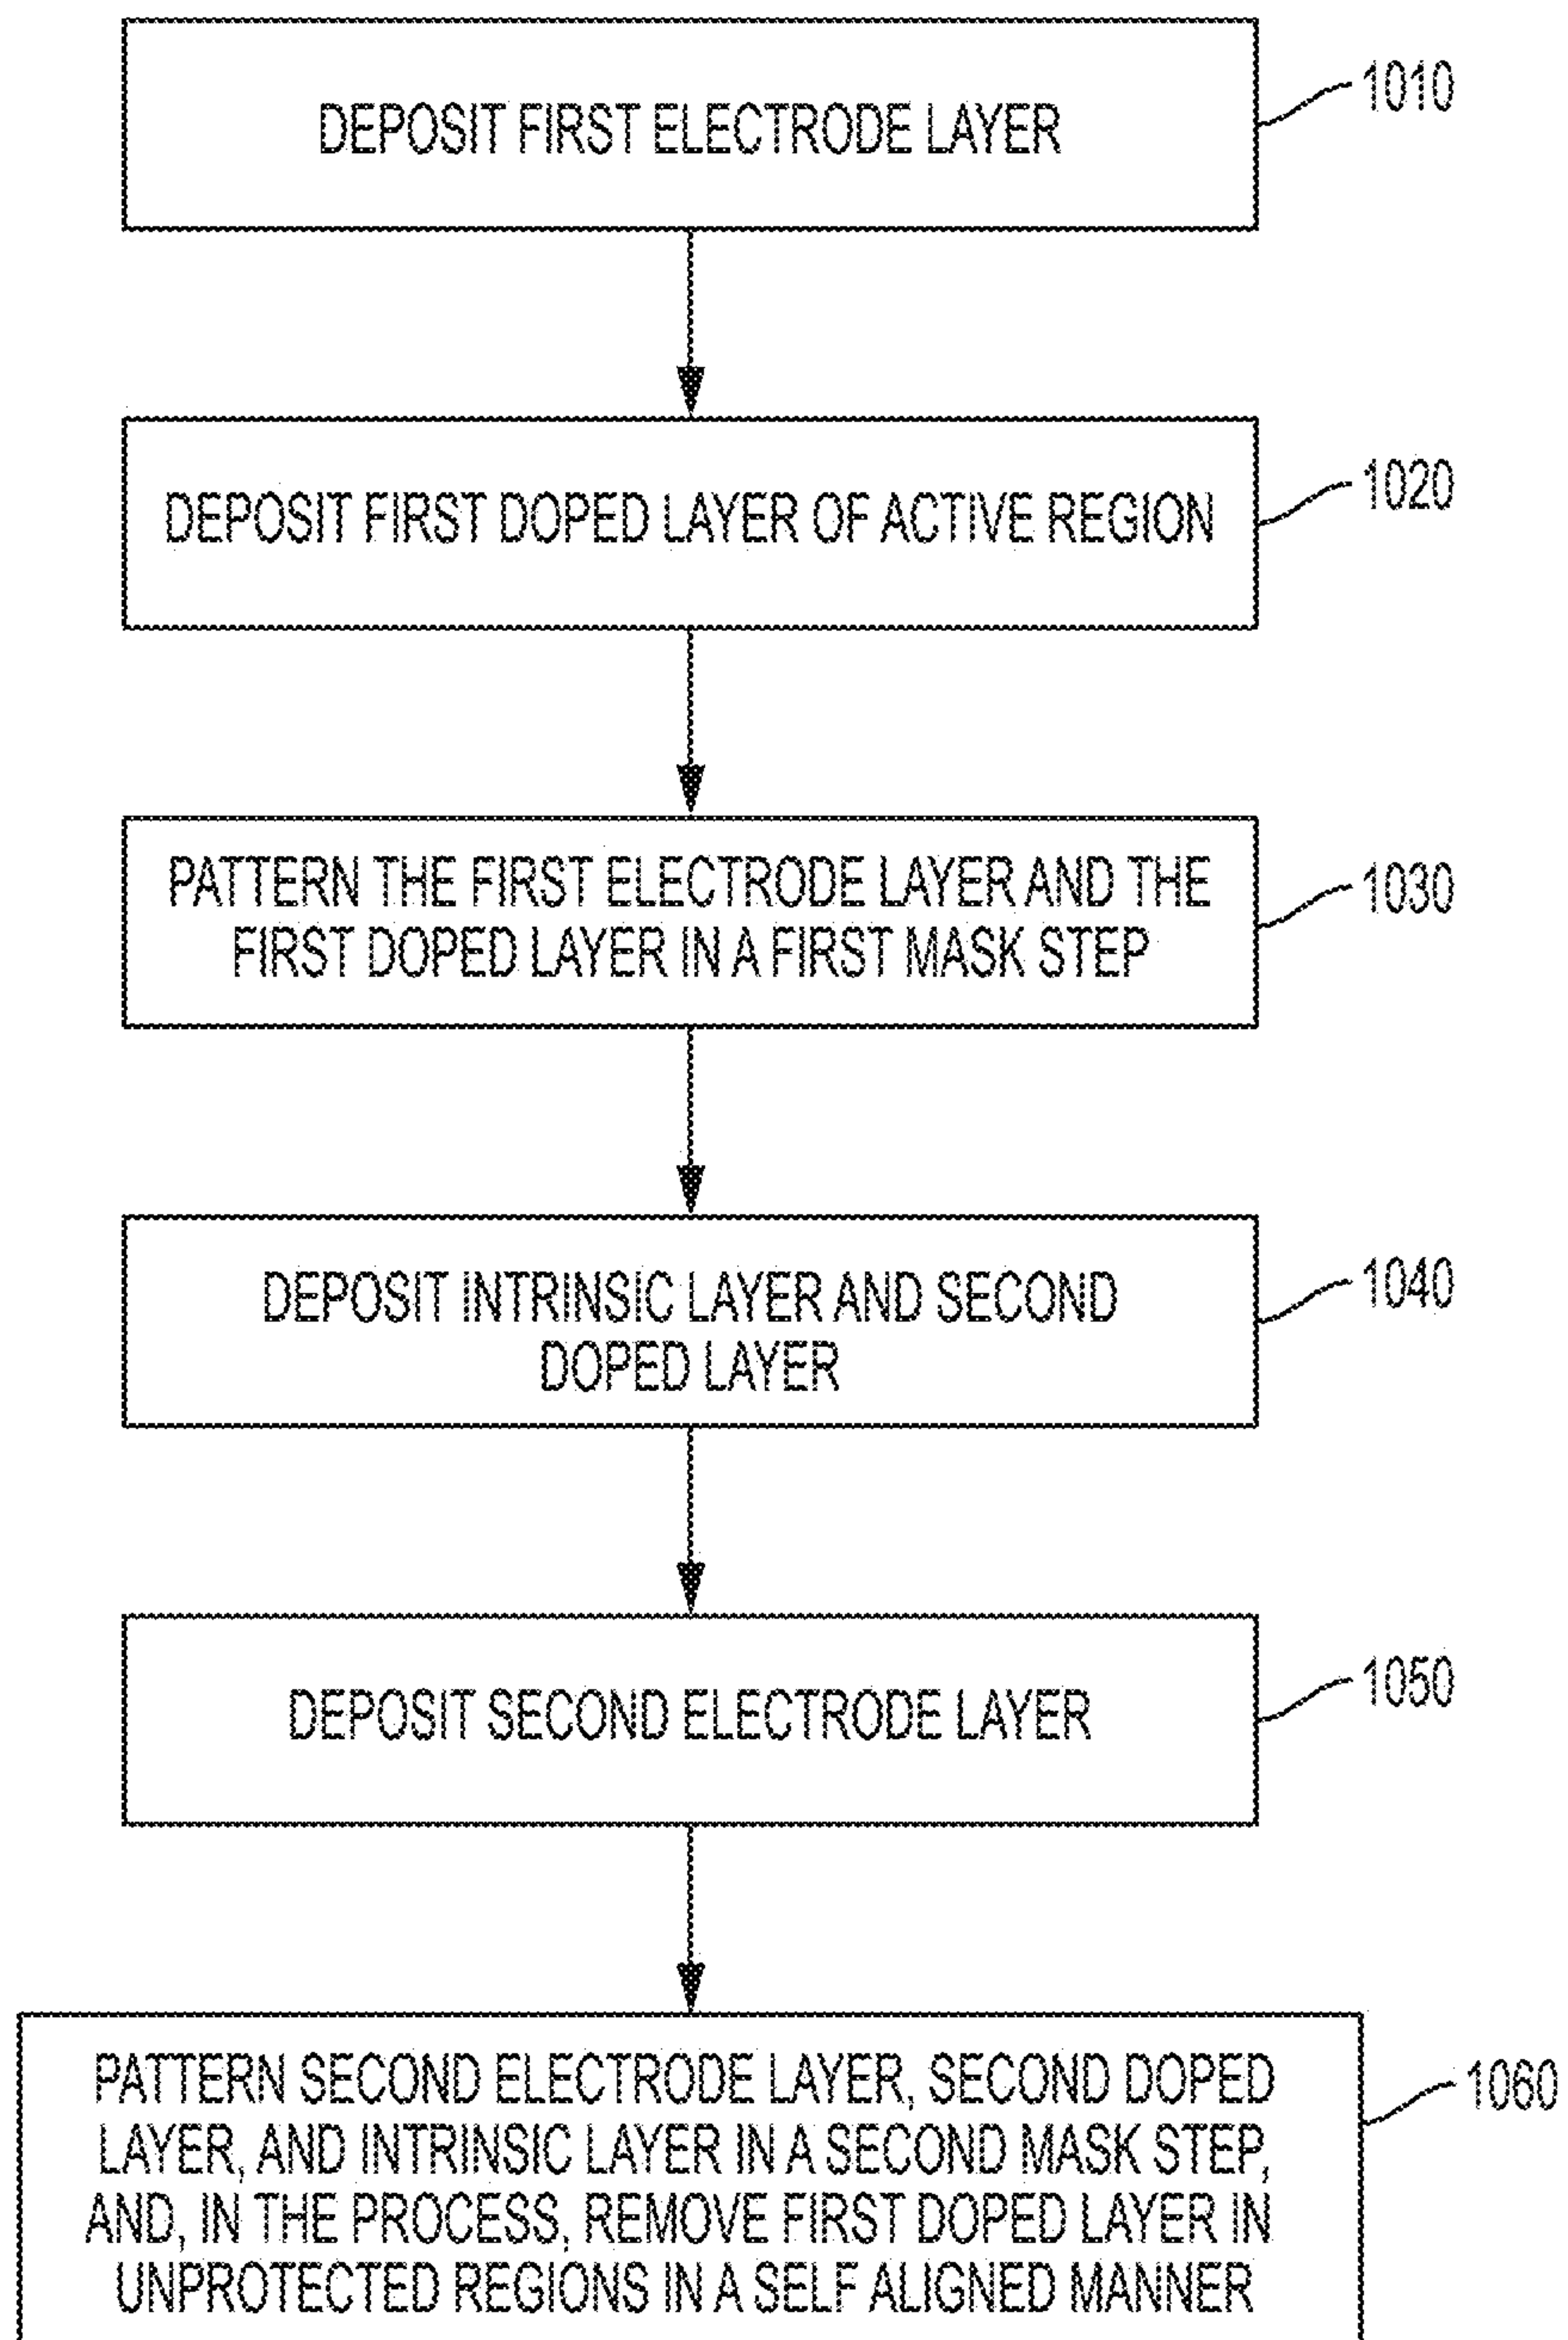 DEPOSIT FIRST ELECTRODE LAYER
1010
DEPOSIT FIRST DOPED LAYER OF ACTIVE REGION
1020
PATTERN THE FIRST ELECTRODE LAYER AND THE
FIRST DOPED LAYER IN A FIRST MASK STEP
1030
DEPOSIT INTRINSIC LAYER AND SECOND
DOPED LAYER
1040
DEPOSIT SECOND ELECTRODE LAYER
1050
PATTERN SECOND ELECTRODE LAYER, SECOND DOPED
LAYER, AND INTRINSIC LAYER IN A SECOND MASK STEP,
AND, IN THE PROCESS, REMOVE FIRST DOPED LAYER IN
UNPROTECTED REGIONS IN A SELF ALIGNED MANNER
1060